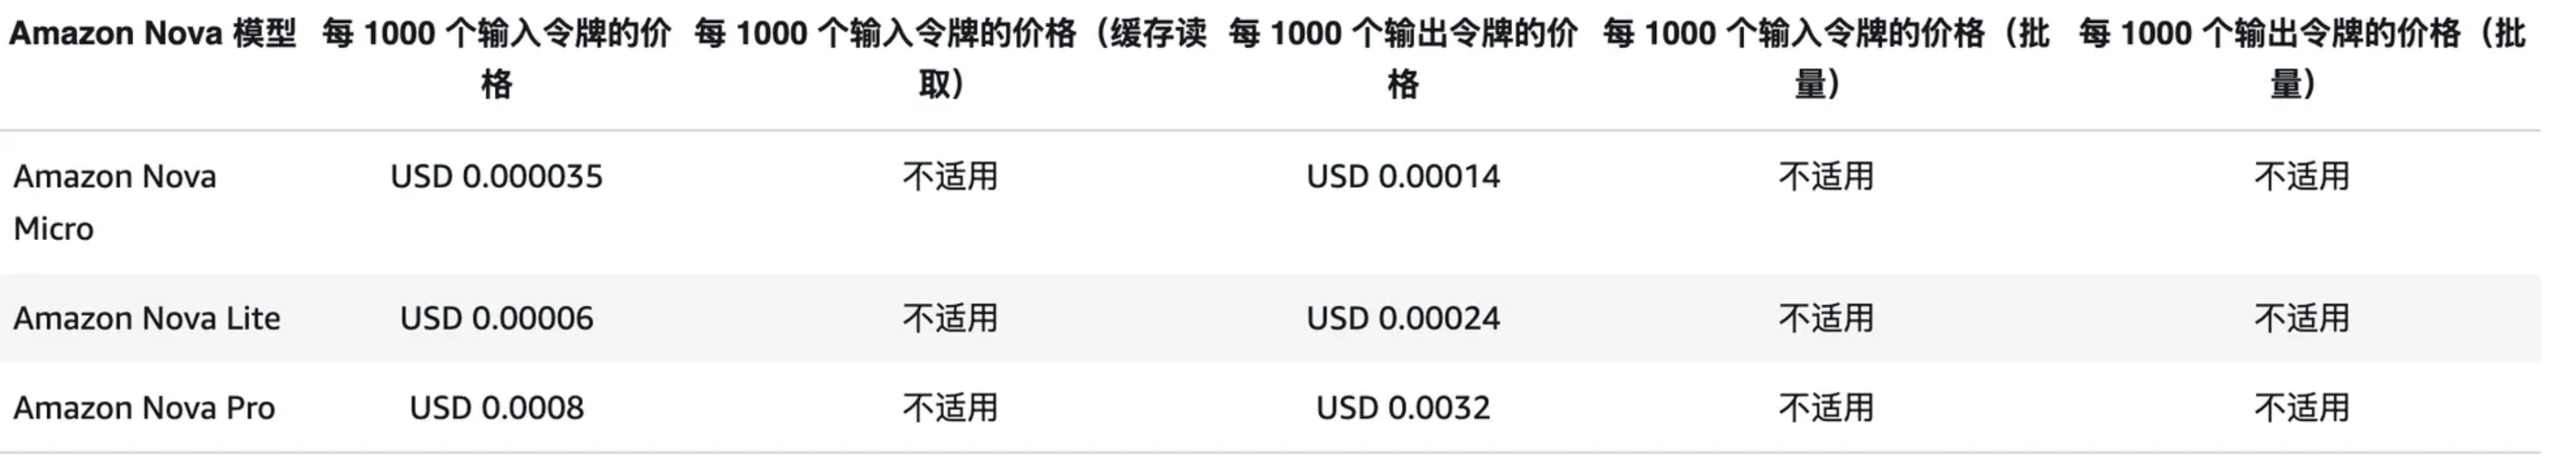 Amazon Nova 模型 每 1000 个输入令牌的价格 每 1000 个输入令牌的价格（缓存读取） 每 1000 个输出令牌的价格 每 1000 个输入令牌的价格（批量） 每 1000 个输出令牌的价格（批量）
Amazon Nova Micro USD 0.000035 不适用 USD 0.00014 不适用 不适用
Amazon Nova Lite USD 0.00006 不适用 USD 0.00024 不适用 不适用
Amazon Nova Pro USD 0.0008 不适用 USD 0.0032 不适用 不适用